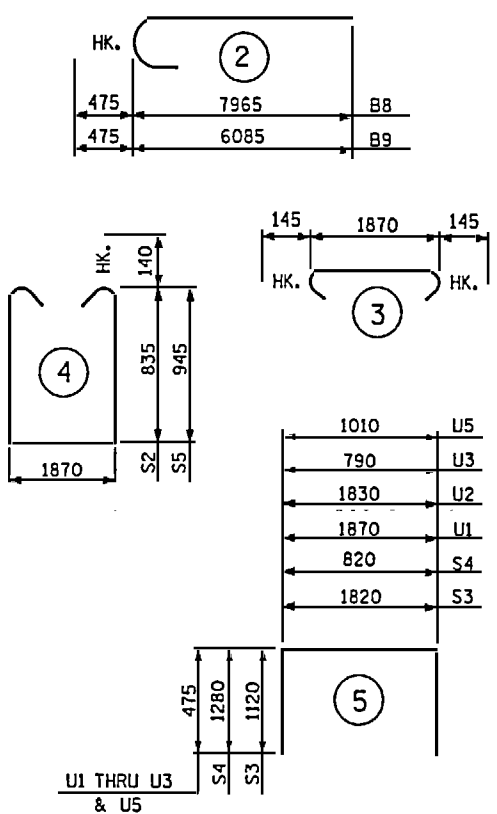 HK.
2
475 7965 B8
475 6085 B9
145 1870 145
HK. HK.
3
HK.
140
4
835
945
1870
S2
S5
1010 U5
790 U3
1830 U2
1870 U1
820 S4
1820 S3
5
475
1280
1120
S4
S3
U1 THRU U3
& U5